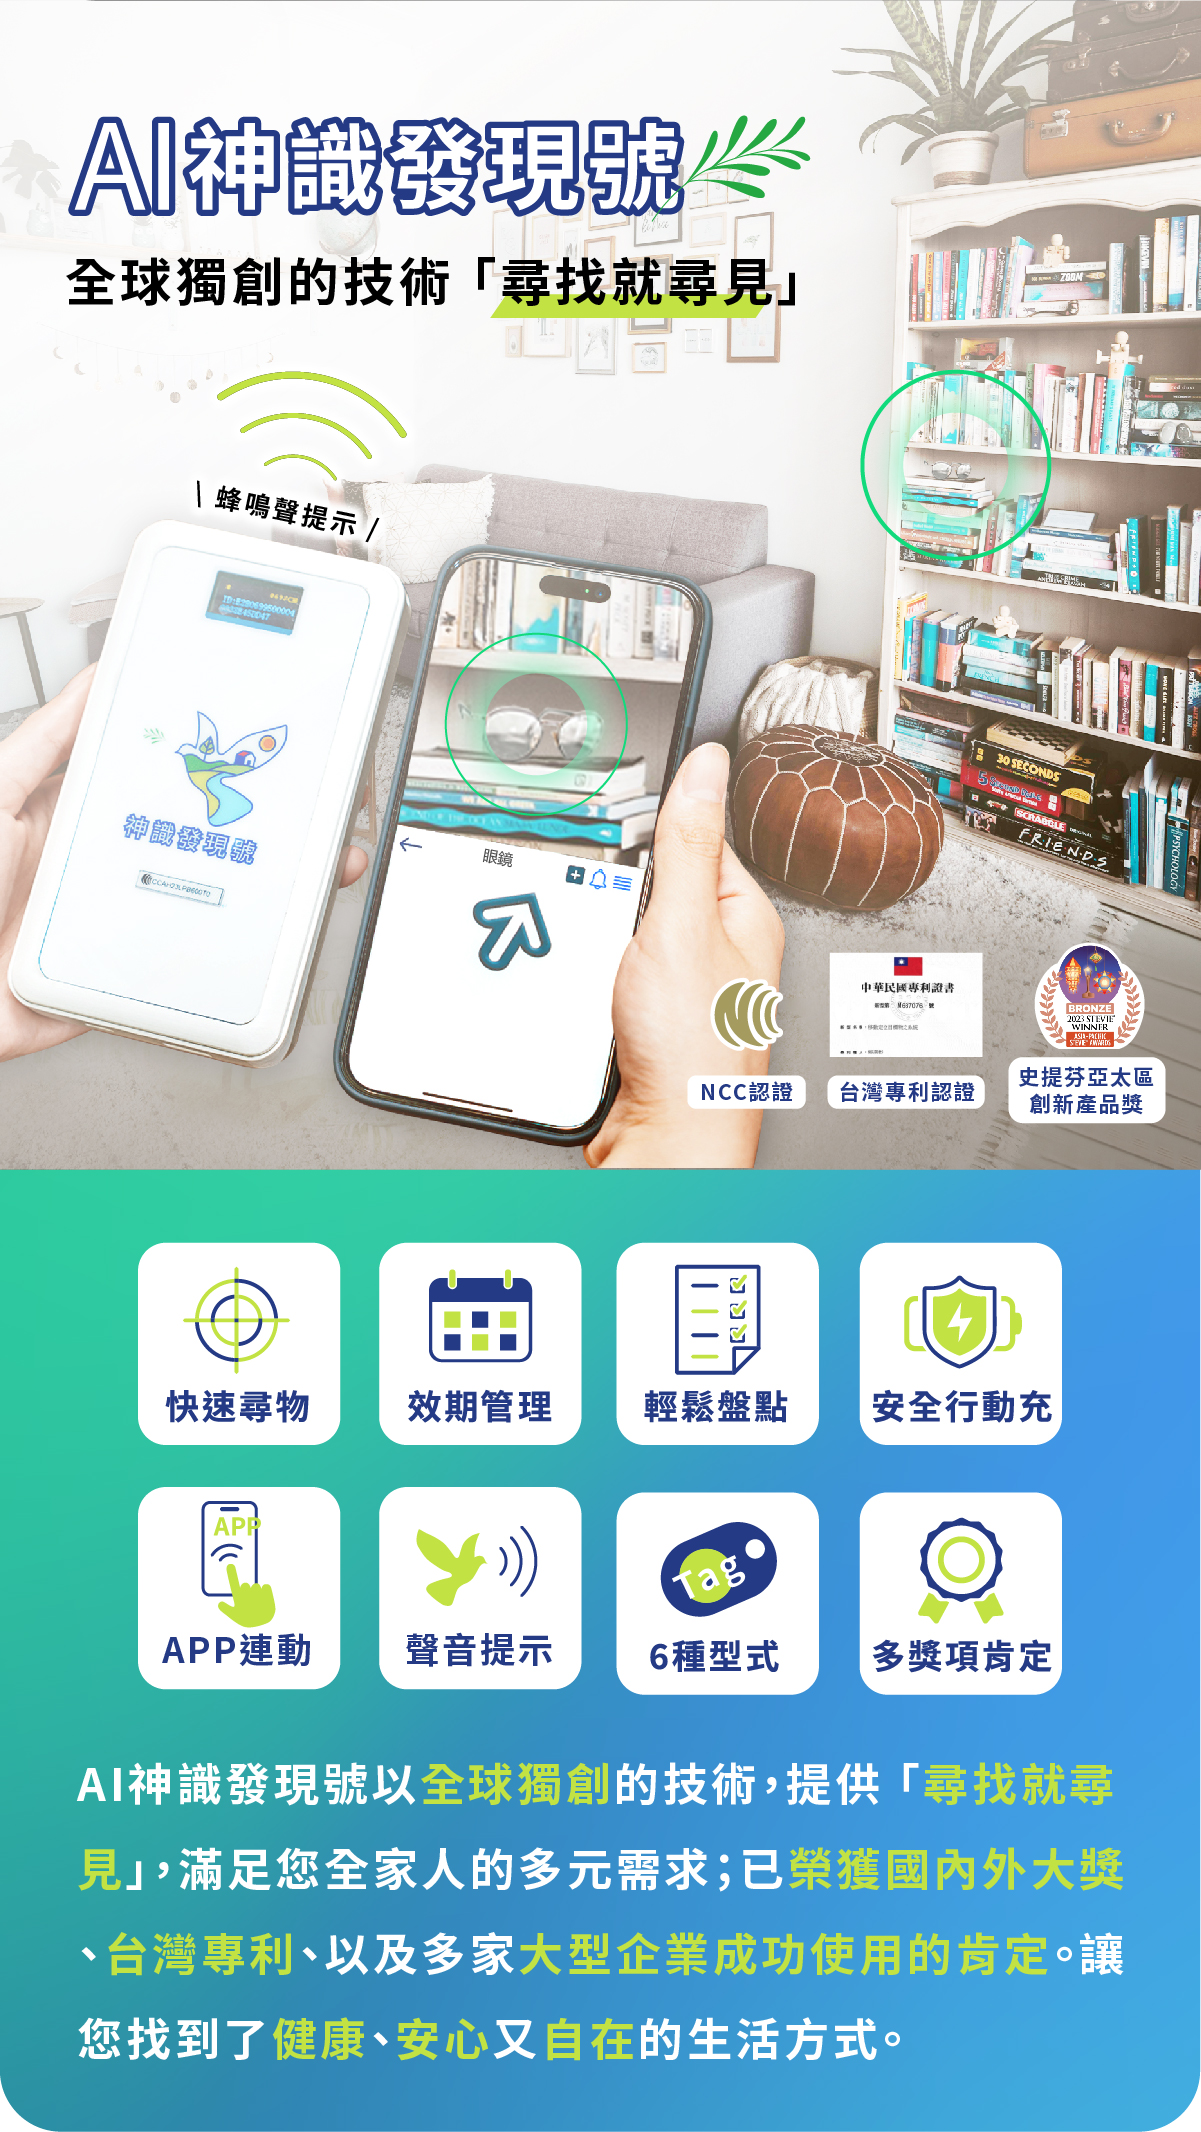 AI神識發現號
全球獨創的技術「尋找就尋見」
\ 蜂鳴聲提示 /
神識發現號
眼鏡
ZOOM
30 SECONDS
SCRABBLE
FRIENDS
PSYCHOLOGY
中華民國專利證書
BRONZE
2023 STEVIE
WINNER
ASIA-PACIFIC
STEVIE AWARDS
NCC認證
台灣專利認證
史提芬亞太區
創新產品獎
快速尋物
效期管理
輕鬆盤點
安全行動充
APP
Tag
APP連動
聲音提示
6種型式
多獎項肯定
AI神識發現號以全球獨創的技術，提供「尋找就尋
見」，滿足您全家人的多元需求；已榮獲國內外大獎
、台灣專利、以及多家大型企業成功使用的肯定。讓
您找到了健康、安心又自在的生活方式。